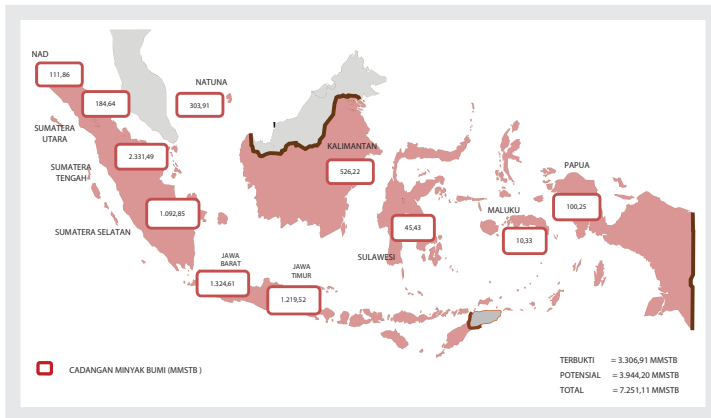 NAD
111,86
184,64
NATUNA
303,91
SUMATERA
UTARA
2.331,49
SUMATERA
TENGAH
1.092,85
SUMATERA SELATAN
KALIMANTAN
526,22
PAPUA
100,25
MALUKU
10,33
45,43
SULAWESI
JAWA
BARAT
1.324,61
JAWA
TIMUR
1.219,52
CADANGAN MINYAK BUMI (MMSTB )
TERBUKTI = 3.306,91 MMSTB
POTENSIAL = 3.944,20 MMSTB
TOTAL = 7.251,11 MMSTB